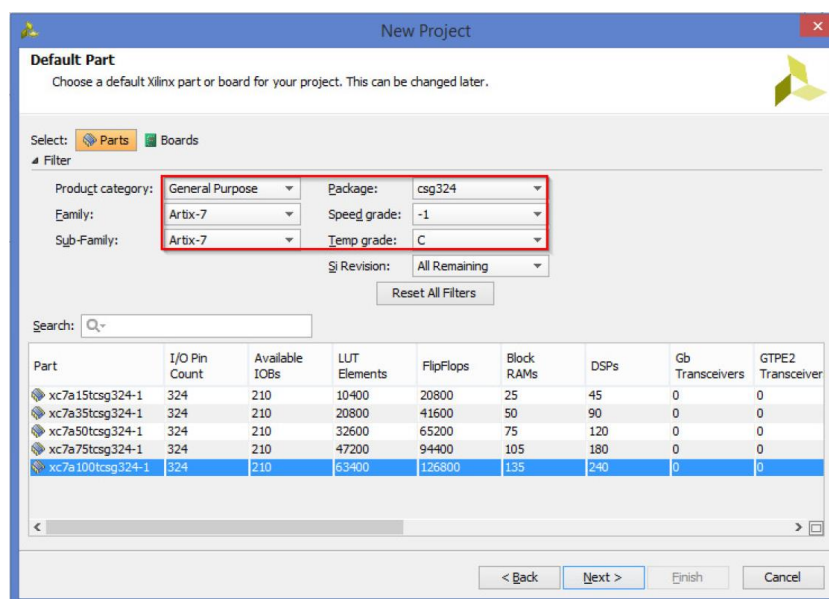 New Project
Default Part
Choose a default Xilinx part or board for your project. This can be changed later.
Select: Parts Boards
Filter
Product category: General Purpose Package: csg324
Family: Artix-7 Speed grade: -1
Sub-Family: Artix-7 Temp grade: C
Si Revision: All Remaining
Reset All Filters
Search:
Part I/O Pin Count Available IOBs LUT Elements FlipFlops Block RAMs DSPs Gb Transceivers GTPE2 Transceiver
xc7a15tcsg324-1 324 210 10400 20800 25 45 0 0
xc7a35tcsg324-1 324 210 20800 41600 50 90 0 0
xc7a50tcsg324-1 324 210 32600 65200 75 120 0 0
xc7a75tcsg324-1 324 210 47200 94400 105 180 0 0
xc7a100tcsg324-1 324 210 63400 126800 135 240 0 0
< Back Next > Finish Cancel